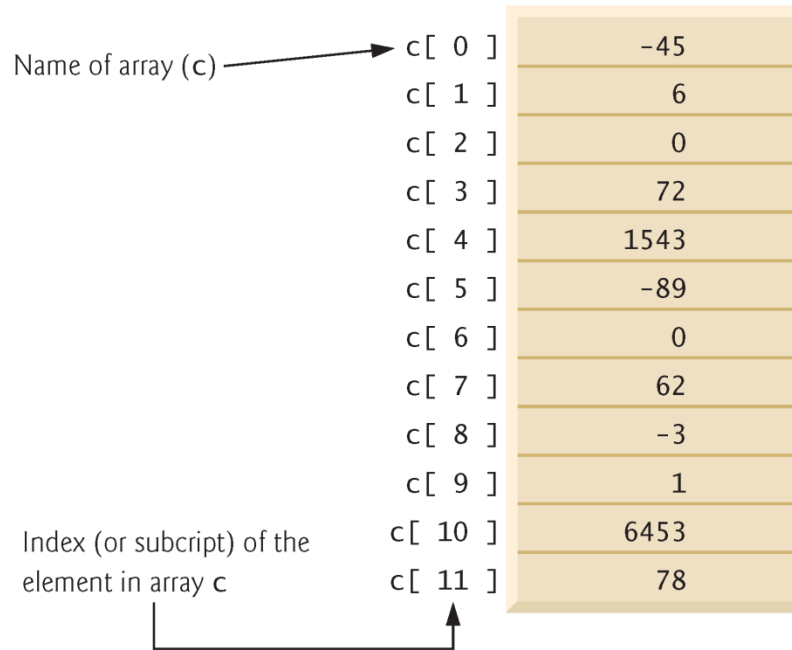 Name of array (c)
c[ 0 ] -45
c[ 1 ] 6
c[ 2 ] 0
c[ 3 ] 72
c[ 4 ] 1543
c[ 5 ] -89
c[ 6 ] 0
c[ 7 ] 62
c[ 8 ] -3
c[ 9 ] 1
c[ 10 ] 6453
c[ 11 ] 78
Index (or subcript) of the
element in array c